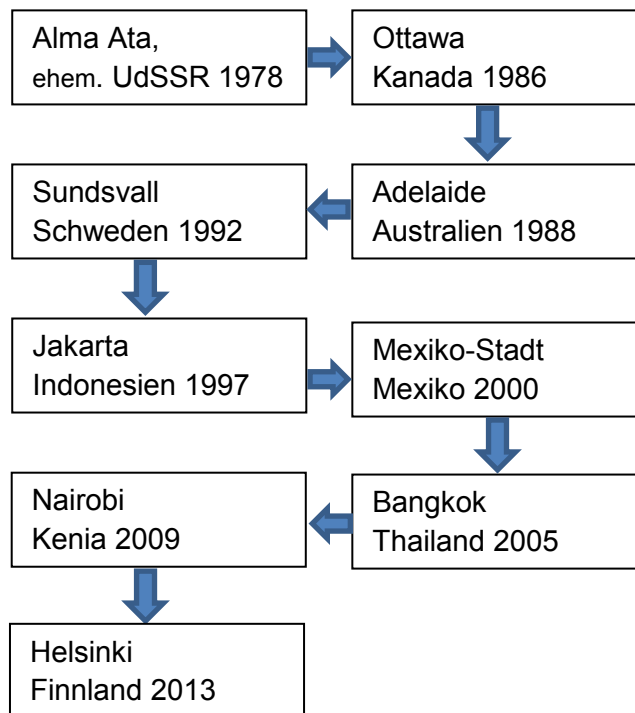 Alma Ata,
ehem. UdSSR 1978
Ottawa
Kanada 1986
Adelaide
Australien 1988
Sundsvall
Schweden 1992
Jakarta
Indonesien 1997
Mexiko-Stadt
Mexiko 2000
Bangkok
Thailand 2005
Nairobi
Kenia 2009
Helsinki
Finnland 2013